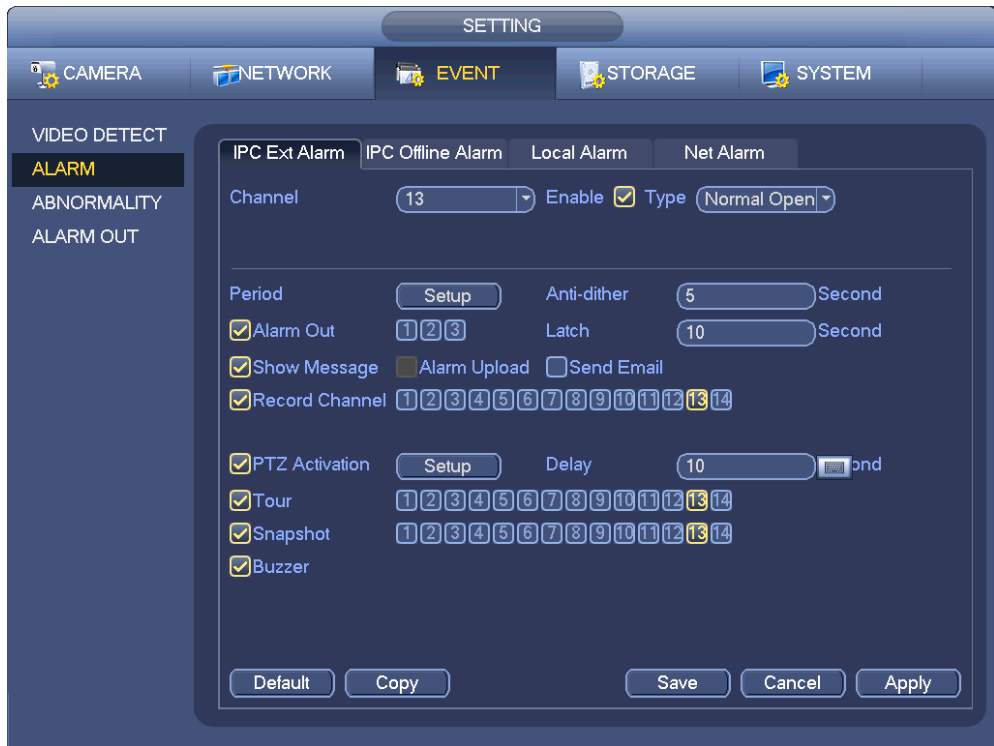 SETTING
CAMERA NETWORK EVENT STORAGE SYSTEM
VIDEO DETECT
ALARM
ABNORMALITY
ALARM OUT
IPC Ext Alarm IPC Offline Alarm Local Alarm Net Alarm
Channel 13 Enable Type Normal Open
Period Setup Anti-dither 5 Second
Alarm Out 1 2 3 Latch 10 Second
Show Message Alarm Upload Send Email
Record Channel 1 2 3 4 5 6 7 8 9 10 11 12 13 14
PTZ Activation Setup Delay 10 ond
Tour 1 2 3 4 5 6 7 8 9 10 11 12 13 14
Snapshot 1 2 3 4 5 6 7 8 9 10 11 12 13 14
Buzzer
Default Copy Save Cancel Apply